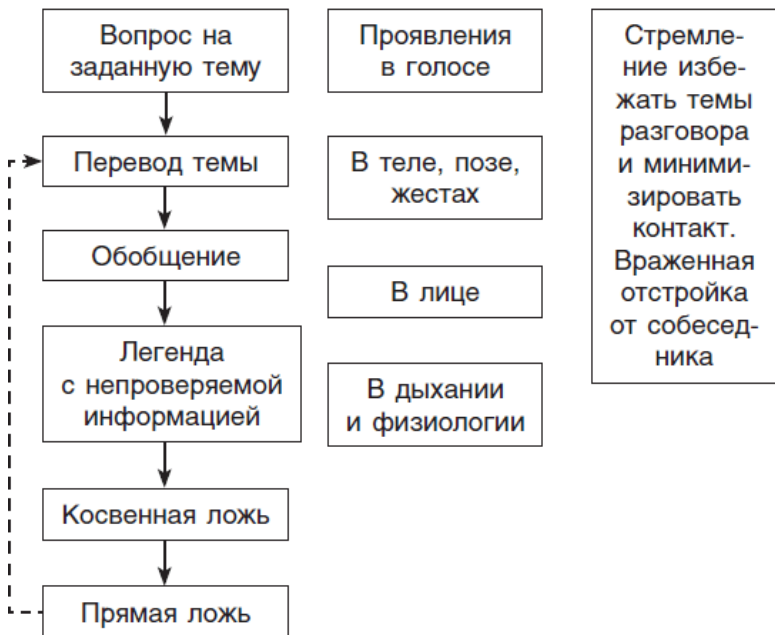 Вопрос на
заданную тему
Перевод темы
Обобщение
Легенда
с непроверяемой
информацией
Косвенная ложь
Прямая ложь
Проявления
в голосе
В теле, позе,
жестах
В лице
В дыхании
и физиологии
Стремле-
ние избе-
жать темы
разговора
и миними-
зировать
контакт.
Враженная
отстройка
от собесед-
ника